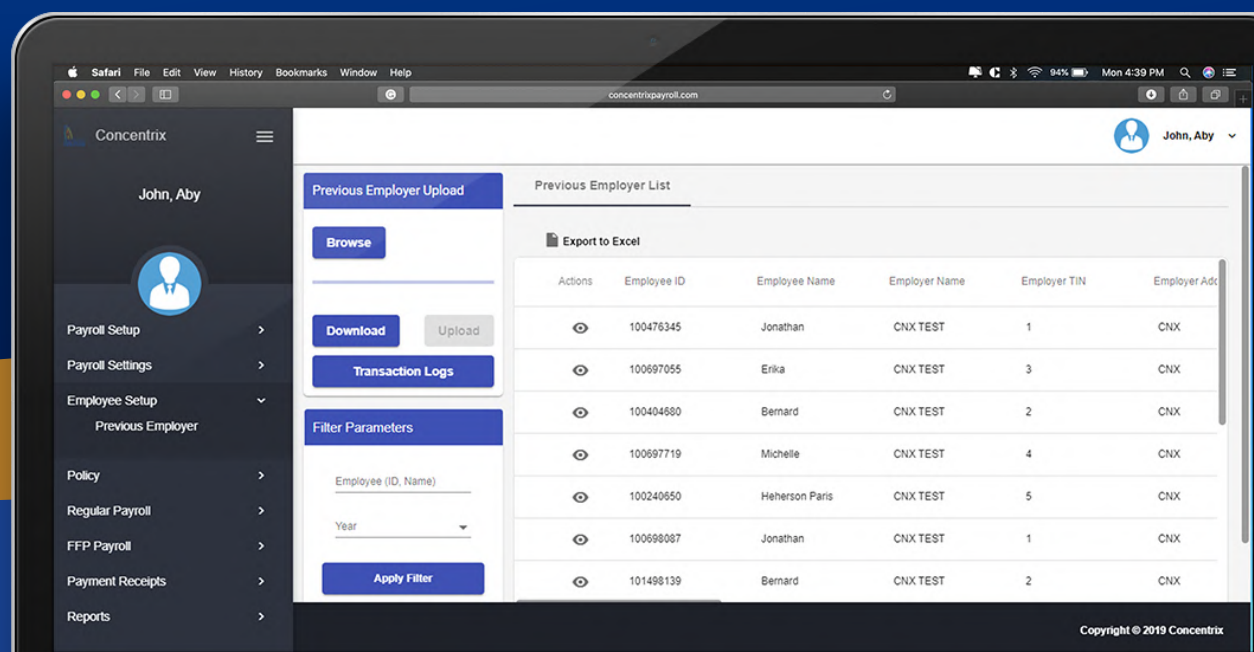 Safari File Edit View History Bookmarks Window Help
94% Mon 4:39 PM
concentrixpayroll.com
Concentrix
John, Aby
John, Aby
Payroll Setup
Payroll Settings
Employee Setup
Previous Employer
Policy
Regular Payroll
FFP Payroll
Payment Receipts
Reports
Previous Employer Upload
Browse
Download Upload
Transaction Logs
Filter Parameters
Employee (ID, Name)
Year
Apply Filter
Previous Employer List
Export to Excel
Actions Employee ID Employee Name Employer Name Employer TIN Employer Add
100476345 Jonathan CNX TEST 1 CNX
100697055 Erika CNX TEST 3 CNX
100404680 Bernard CNX TEST 2 CNX
100697719 Michelle CNX TEST 4 CNX
100240650 Heherson Paris CNX TEST 5 CNX
100698087 Jonathan CNX TEST 1 CNX
101498139 Bernard CNX TEST 2 CNX
Copyright © 2019 Concentrix